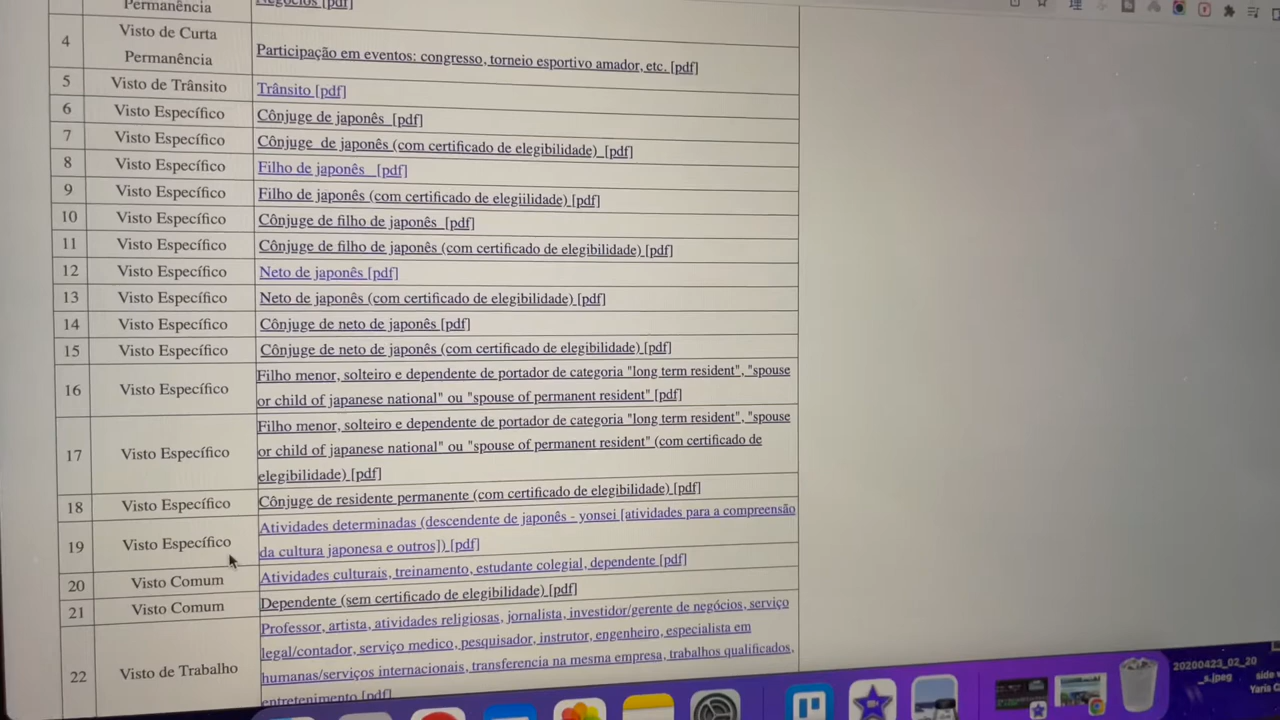 Permanência
Negócios [pdf]
4
Visto de Curta
Permanência
Participação em eventos: congresso, torneio esportivo amador, etc. [pdf]
5
Visto de Trânsito
Trânsito [pdf]
6
Visto Específico
Cônjuge de japonês [pdf]
7
Visto Específico
Cônjuge de japonês (com certificado de elegibilidade) [pdf]
8
Visto Específico
Filho de japonês [pdf]
9
Visto Específico
Filho de japonês (com certificado de elegiilidade) [pdf]
10
Visto Específico
Cônjuge de filho de japonês [pdf]
11
Visto Específico
Cônjuge de filho de japonês (com certificado de elegibilidade) [pdf]
12
Visto Específico
Neto de japonês [pdf]
13
Visto Específico
Neto de japonês (com certificado de elegibilidade) [pdf]
14
Visto Específico
Cônjuge de neto de japonês [pdf]
15
Visto Específico
Cônjuge de neto de japonês (com certificado de elegibilidade) [pdf]
16
Visto Específico
Filho menor, solteiro e dependente de portador de categoria "long term resident", "spouse
or child of japanese national" ou "spouse of permanent resident" [pdf]
17
Visto Específico
Filho menor, solteiro e dependente de portador de categoria "long term resident", "spouse
or child of japanese national" ou "spouse of permanent resident" (com certificado de
elegibilidade) [pdf]
18
Visto Específico
Cônjuge de residente permanente (com certificado de elegibilidade) [pdf]
19
Visto Específico
Atividades determinadas (descendente de japonês - yonsei [atividades para a compreensão
da cultura japonesa e outros]) [pdf]
20
Visto Comum
Atividades culturais, treinamento, estudante colegial, dependente [pdf]
21
Visto Comum
Dependente (sem certificado de elegibilidade) [pdf]
22
Visto de Trabalho
Professor, artista, atividades religiosas, jornalista, investidor/gerente de negócios, serviço
legal/contador, serviço medico, pesquisador, instrutor, engenheiro, especialista em
humanas/serviços internacionais, transferencia na mesma empresa, trabalhos qualificados,
entretenimento [pdf]
20200423_02_20
_s.jpeg
side
Yaris C